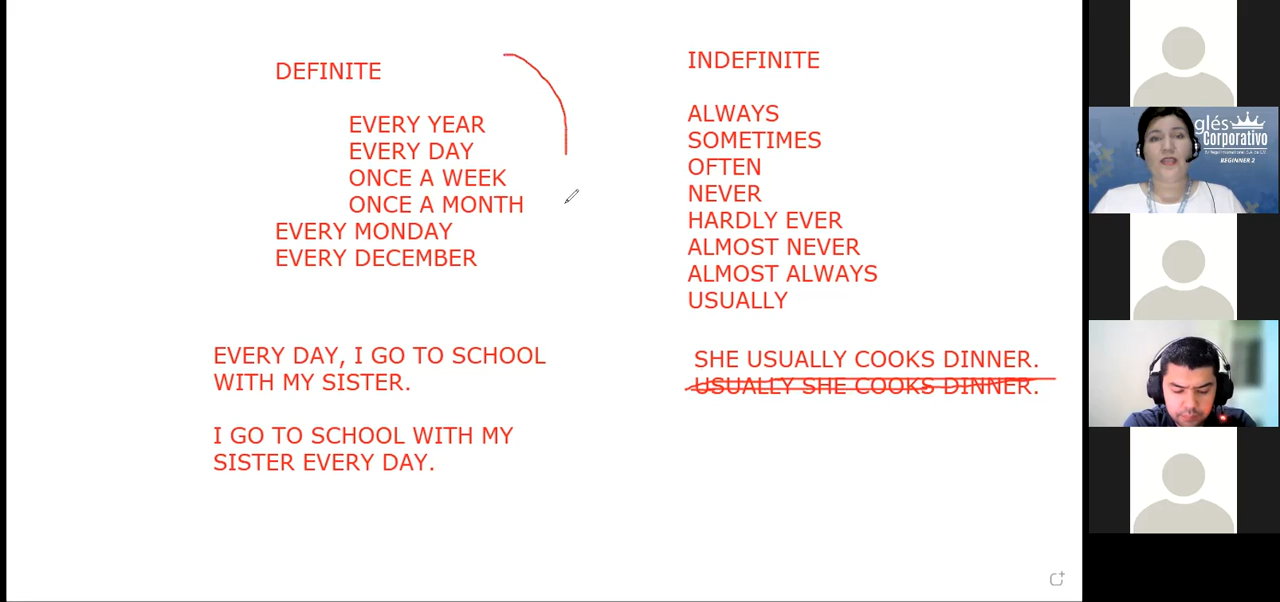 DEFINITE
EVERY YEAR
EVERY DAY
ONCE A WEEK
ONCE A MONTH
EVERY MONDAY
EVERY DECEMBER
EVERY DAY, I GO TO SCHOOL
WITH MY SISTER.
I GO TO SCHOOL WITH MY
SISTER EVERY DAY.
INDEFINITE
ALWAYS
SOMETIMES
OFTEN
NEVER
HARDLY EVER
ALMOST NEVER
ALMOST ALWAYS
USUALLY
SHE USUALLY COOKS DINNER.
USUALLY SHE COOKS DINNER.
glés
Corporativo
BEGINNER 2